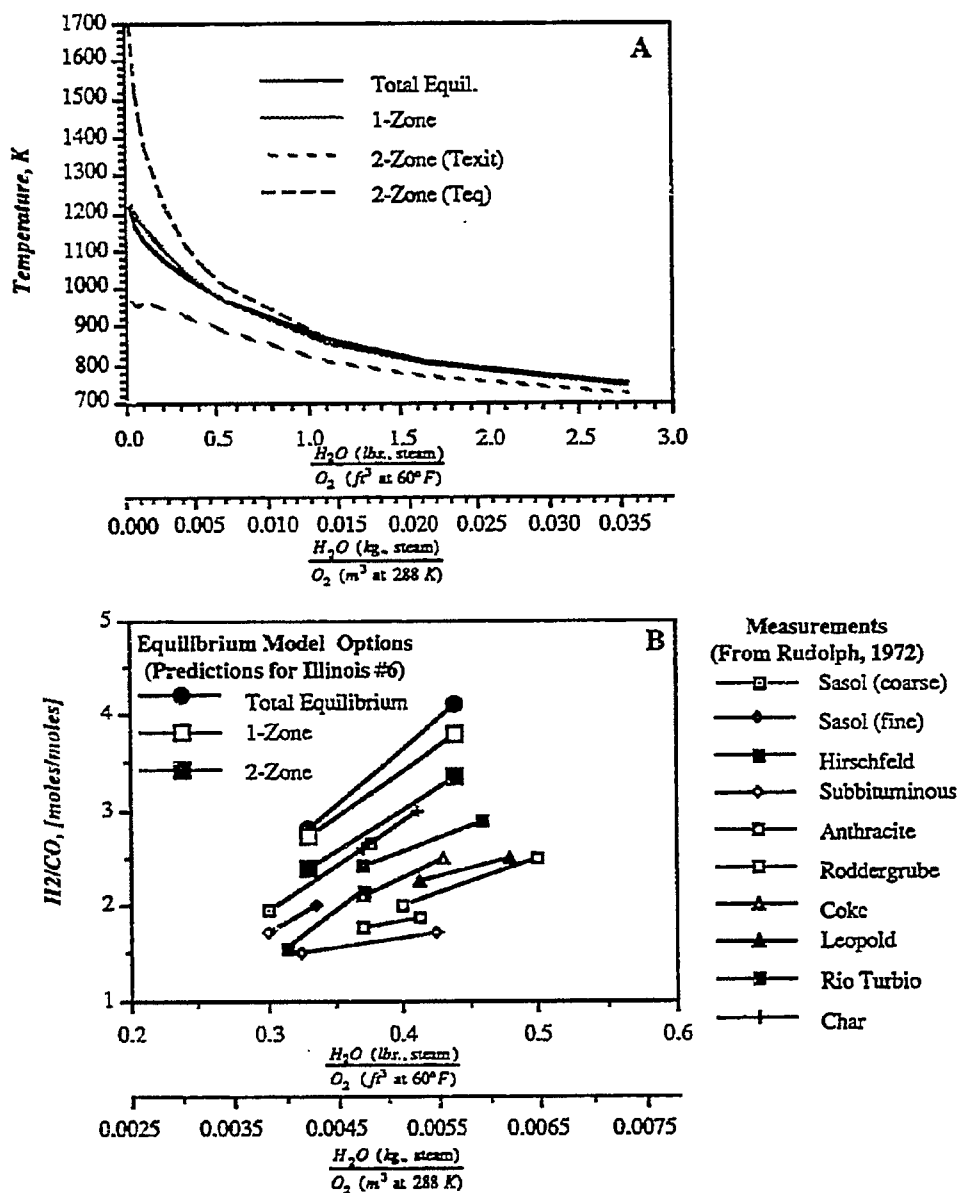 A
1700
1600
1500
1400
1300
1200
1100
1000
900
800
700
Temperature, K
Total Equil.
1-Zone
2-Zone (Texit)
2-Zone (Teq)
0.0 0.5 1.0 1.5 2.0 2.5 3.0
H₂O (lbs., steam)
O₂ (ft³ at 60°F)
0.000 0.005 0.010 0.015 0.020 0.025 0.030 0.035
H₂O (kg., steam)
O₂ (m³ at 288 K)
B
5
4
3
2
1
H2/CO, [moles/moles]
Equilibrium Model Options
(Predictions for Illinois #6)
Total Equilibrium
1-Zone
2-Zone
0.2 0.3 0.4 0.5 0.6
H₂O (lbs., steam)
O₂ (ft³ at 60°F)
0.0025 0.0035 0.0045 0.0055 0.0065 0.0075
H₂O (kg., steam)
O₂ (m³ at 288 K)
Measurements
(From Rudolph, 1972)
Sasol (coarse)
Sasol (fine)
Hirschfeld
Subbituminous
Anthracite
Roddergrube
Coke
Leopold
Rio Turbio
Char